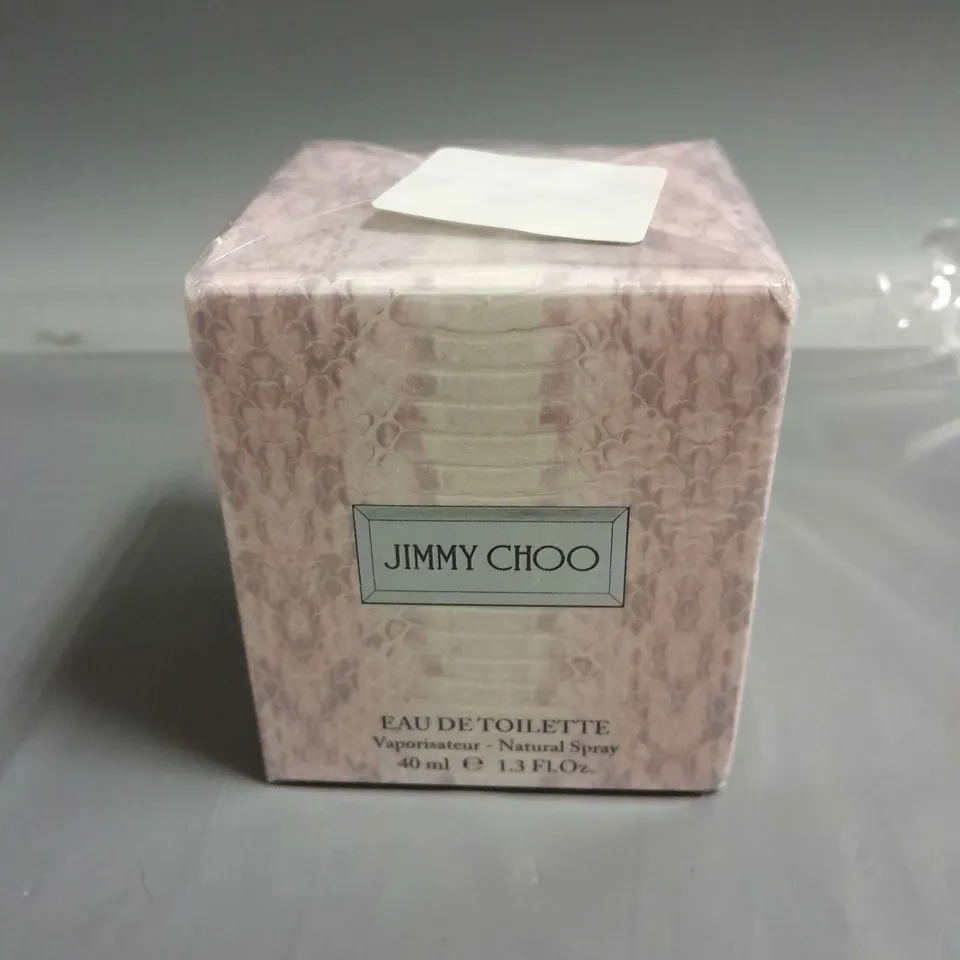 JIMMY CHOO
EAU DE TOILETTE
Vaporisateur - Natural Spray
40 ml ℮ 1.3 Fl.Oz.